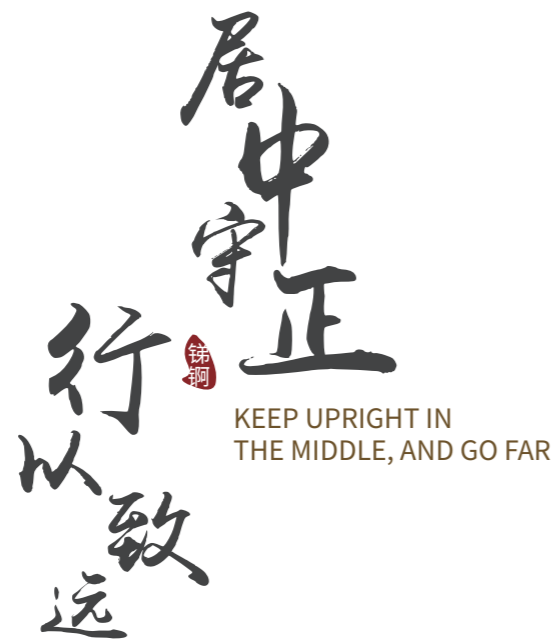 居中守正
行以致远
锑锕
KEEP UPRIGHT IN
THE MIDDLE, AND GO FAR